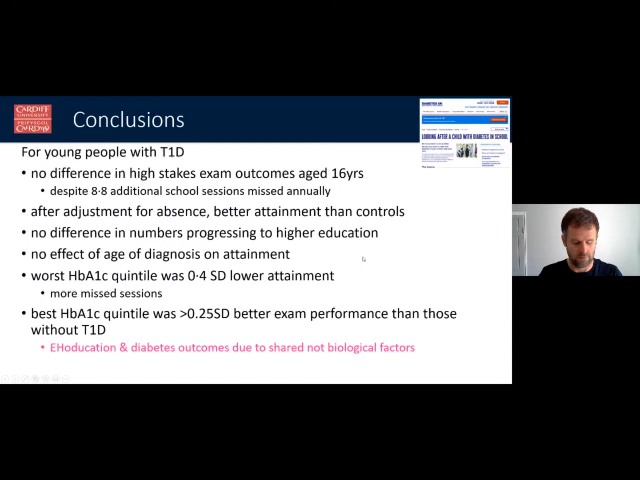 CARDIFF
UNIVERSITY
PRIFYSGOL
CAERDYDD
Conclusions
LOOKING AFTER A CHILD WITH DIABETES IN SCHOOL
For young people with T1D
• no difference in high stakes exam outcomes aged 16yrs
• despite 8·8 additional school sessions missed annually
• after adjustment for absence, better attainment than controls
• no difference in numbers progressing to higher education
• no effect of age of diagnosis on attainment
• worst HbA1c quintile was 0·4 SD lower attainment
• more missed sessions
• best HbA1c quintile was >0.25SD better exam performance than those
without T1D
• EHoducation & diabetes outcomes due to shared not biological factors